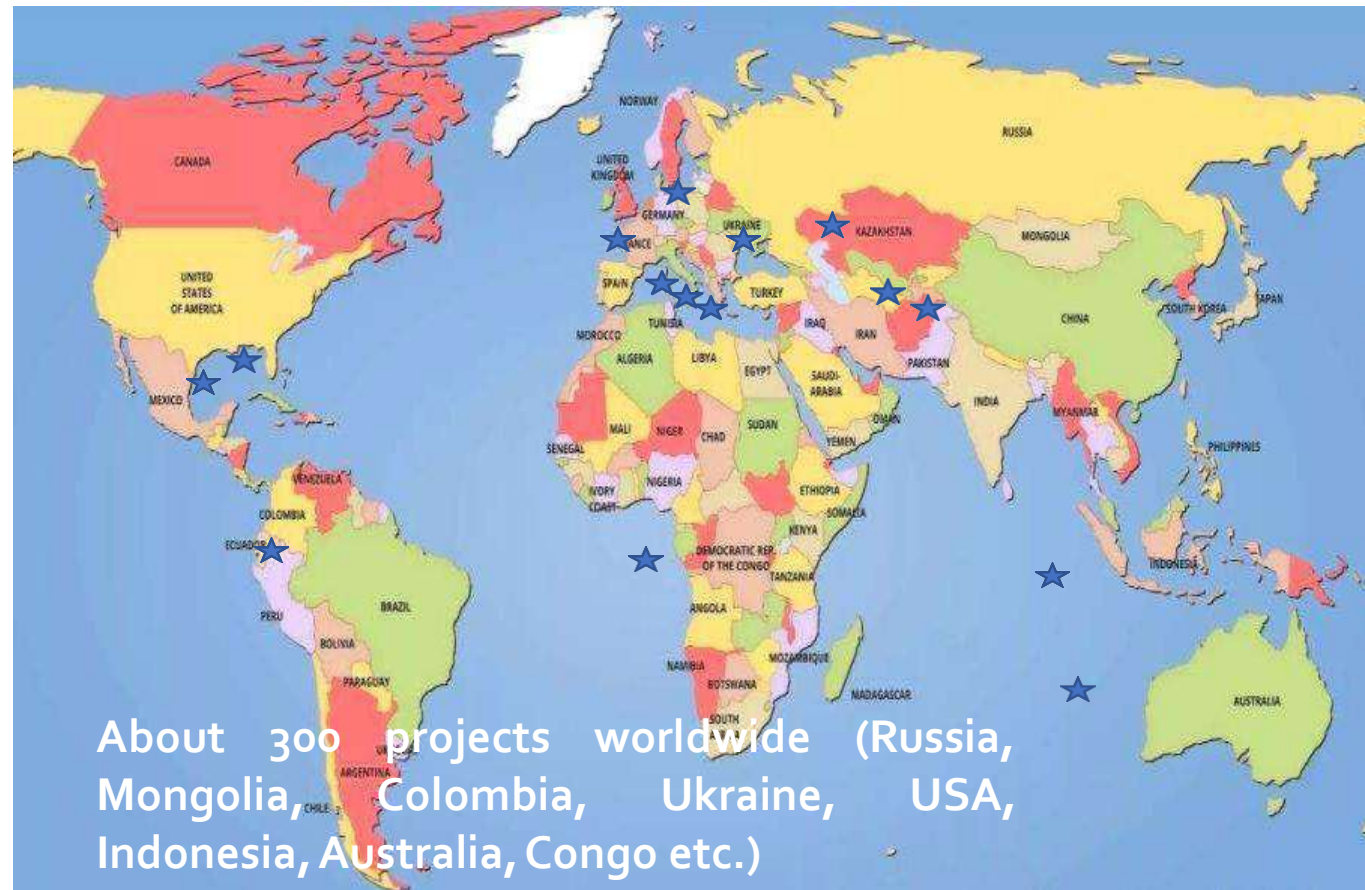 NORWAY
RUSSIA
CANADA
UNITED
KINGDOM
GERMANY
UKRAINE
KAZAKHSTAN
MONGOLIA
UNITED
STATES
OF AMERICA
SPAIN
TURKEY
CHINA
SOUTH KOREA
JAPAN
MOROCCO
TUNISIA
IRAQ
IRAN
ALGERIA
LIBYA
EGYPT
PAKISTAN
SAUDI-
ARABIA
MEXICO
INDIA
MYANMAR
OMAN
MALI
NIGER
CHAD
SUDAN
YEMEN
SENEGAL
PHILIPPINES
VENEZUELA
NIGERIA
IVORY
COAST
ETHIOPIA
SOMALIA
COLOMBIA
KENYA
ECUADOR
DEMOCRATIC REP.
OF THE CONGO
INDONESIA
TANZANIA
BRAZIL
ANGOLA
PERU
BOLIVIA
MOZAMBIQUE
NAMIBIA
BOTSWANA
MADAGASCAR
PARAGUAY
AUSTRALIA
SOUTH
ARGENTINA
CHILE
About 300 projects worldwide (Russia,
Mongolia, Colombia, Ukraine, USA,
Indonesia, Australia, Congo etc.)